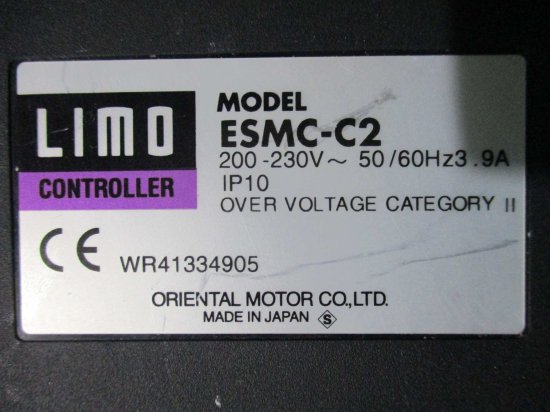 LIMO
CONTROLLER
MODEL
ESMC-C2
200-230V~ 50/60Hz3.9A
IP10
OVER VOLTAGE CATEGORY II
CE WR41334905
ORIENTAL MOTOR CO.,LTD.
MADE IN JAPAN S